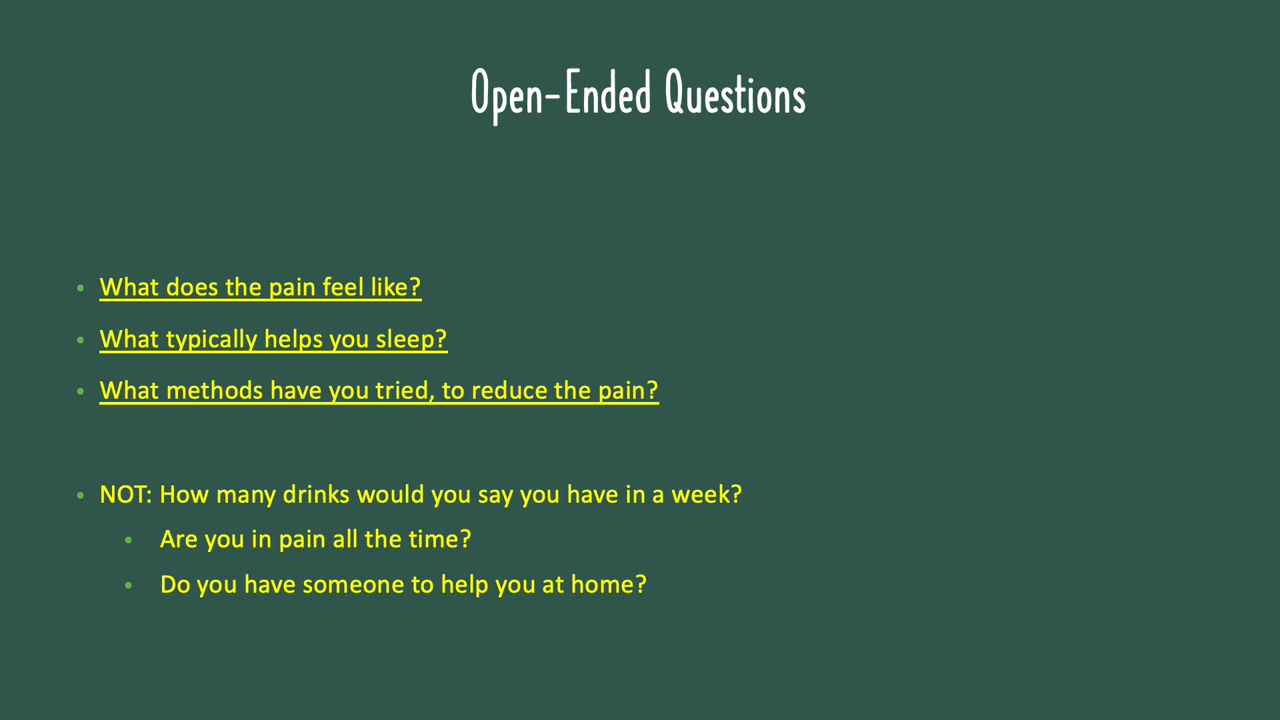 Open-Ended Questions
• What does the pain feel like?
• What typically helps you sleep?
• What methods have you tried, to reduce the pain?
• NOT: How many drinks would you say you have in a week?
• Are you in pain all the time?
• Do you have someone to help you at home?